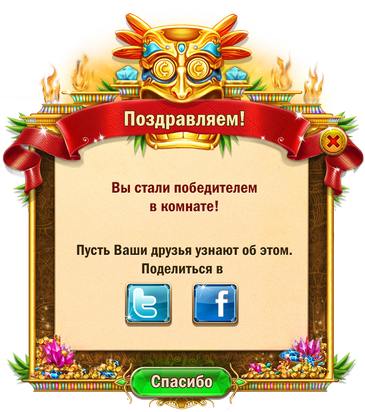 Поздравляем!
Вы стали победителем
в комнате!
Пусть Ваши друзья узнают об этом.
Поделиться в
Спасибо